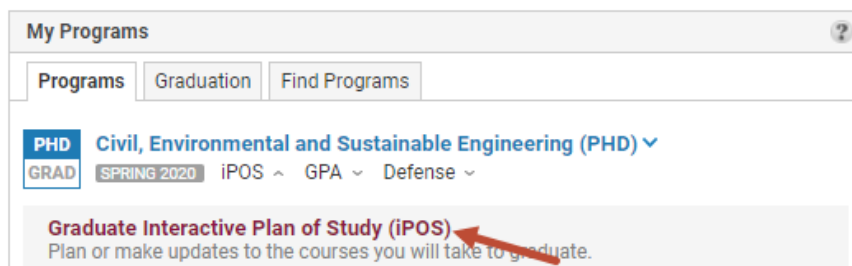 My Programs ?
Programs Graduation Find Programs
PHD Civil, Environmental and Sustainable Engineering (PHD)
GRAD SPRING 2020 iPOS GPA Defense
Graduate Interactive Plan of Study (iPOS)
Plan or make updates to the courses you will take to graduate.